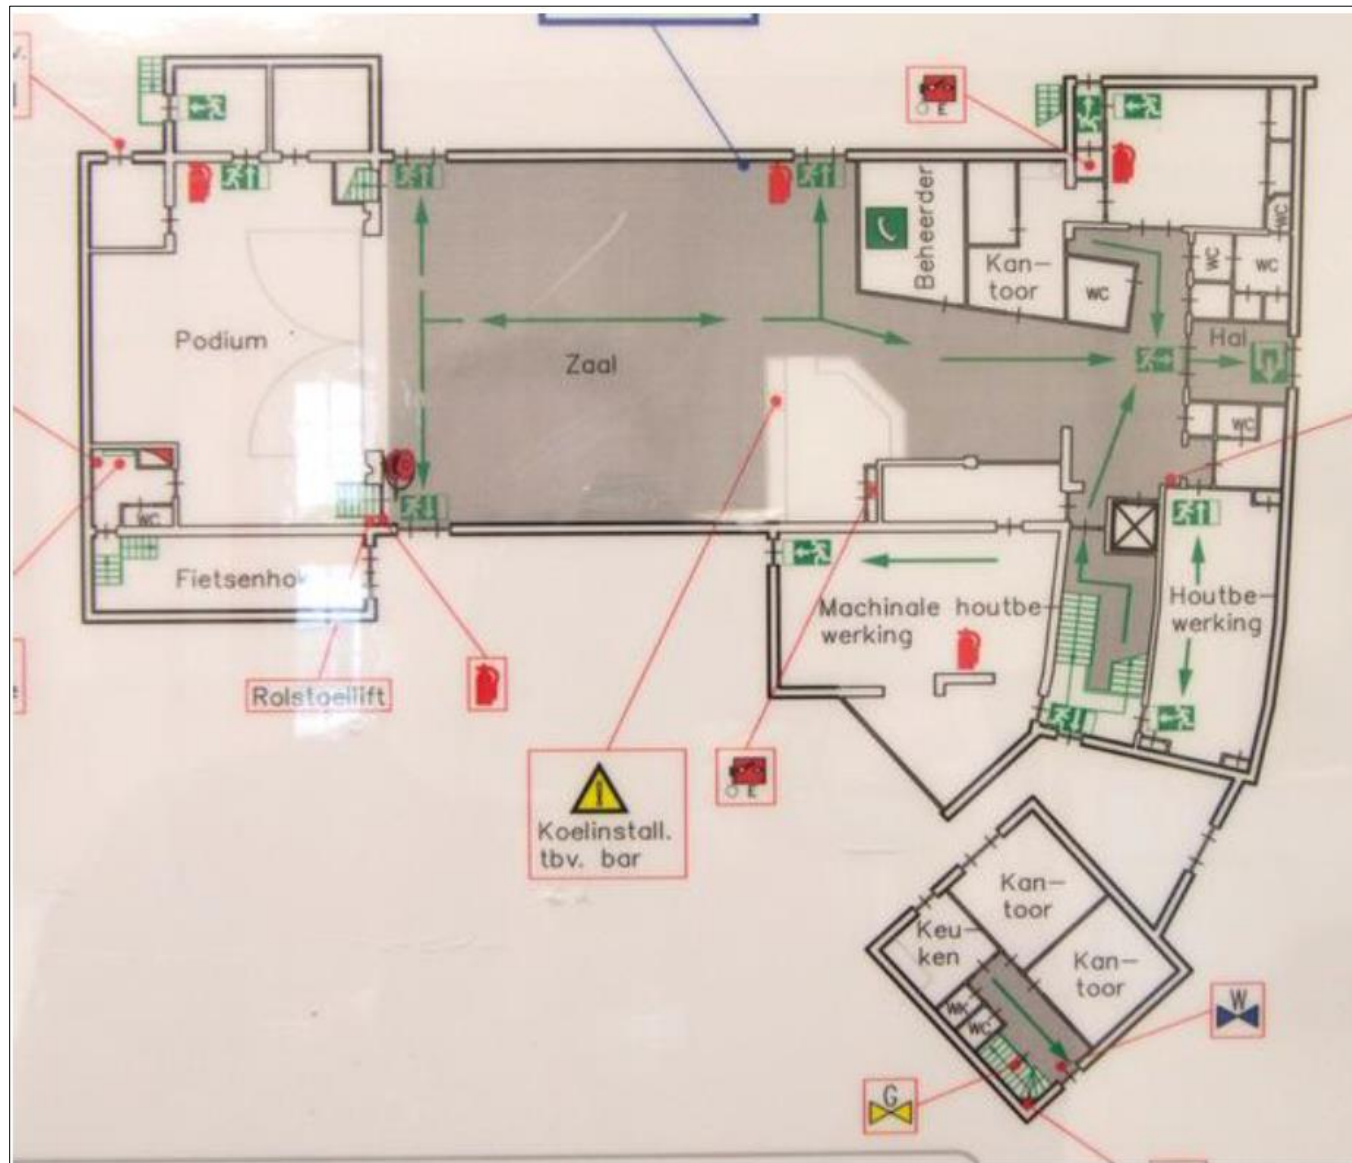 E
WC
Beheerder
Kan-
toor
WC
WC
WC
Hal
Podium
Zaal
WC
WC
Fietsenhok
Machinale houtbe-
werking
Houtbe-
werking
Rolstoellift
E
Koelinstall.
tbv. bar
Kan-
toor
Keu-
ken
Kan-
toor
WK
WC
W
G